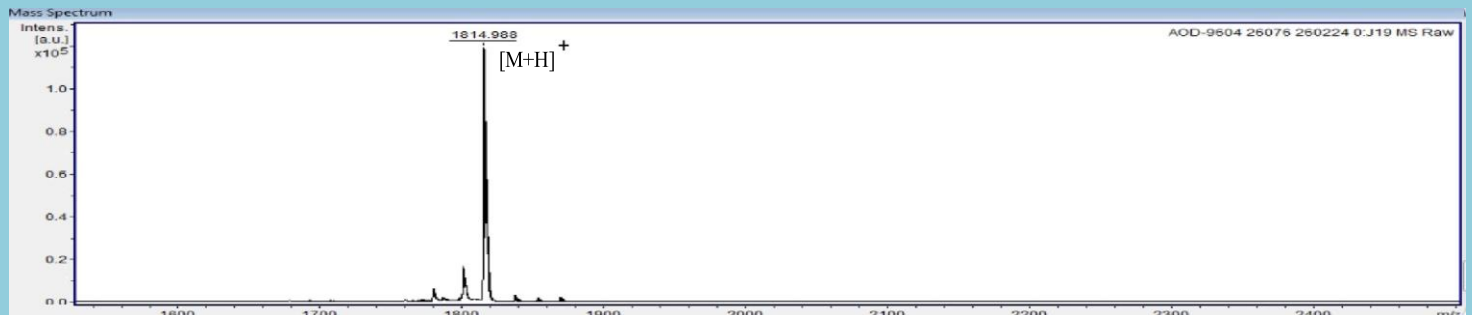 Mass Spectrum
Intens.
[a.u.]
x10⁵
1814.988
[M+H]⁺
AOD-9604 26076 260224 0:J19 MS Raw
1.0
0.8
0.6
0.4
0.2
0.0
1600 1700 1800 1900 2000 2100 2200 2300 2400 m/z